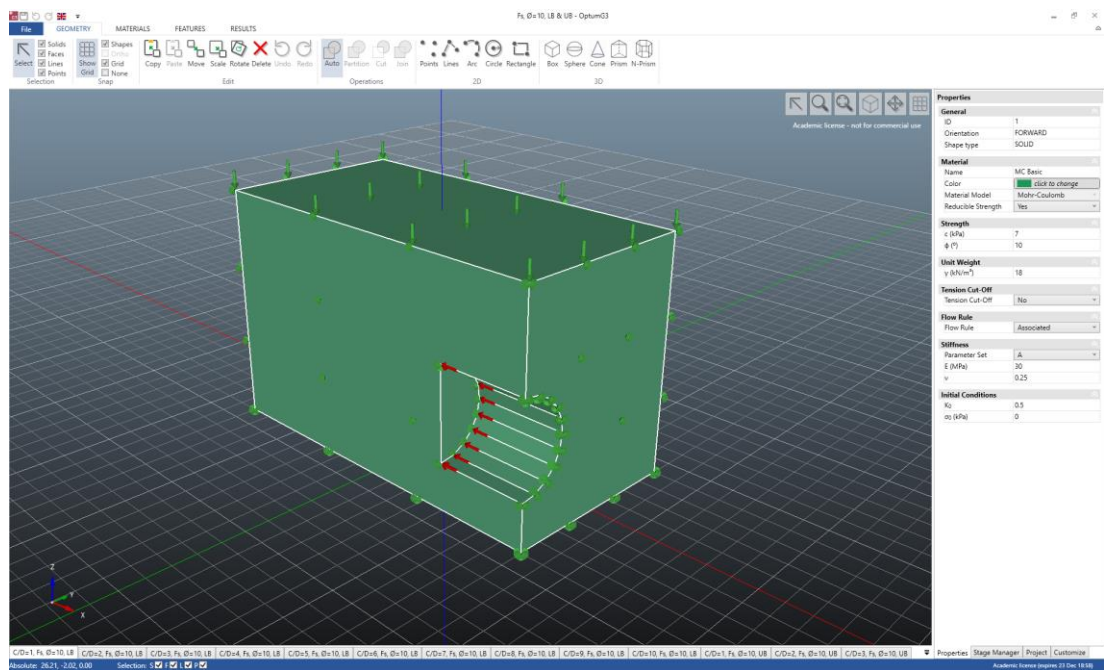 Fs, Ø=10, LB & UB - OptumG3
File GEOMETRY MATERIALS FEATURES RESULTS
Select Solids Faces Lines Points
Show Grid Shapes Ortho Grid None
Copy Paste Move Scale Rotate Delete Undo Redo
Auto Partition Cut Join
Points Lines Arc Circle Rectangle
Box Sphere Cone Prism N-Prism
Selection Snap Edit Operations 2D 3D
Academic license - not for commercial use
Properties
General
ID 1
Orientation FORWARD
Shape type SOLID
Material
Name MC Basic
Color click to change
Material Model Mohr-Coulomb
Reducible Strength Yes
Strength
c (kPa) 7
ϕ (°) 10
Unit Weight
γ (kN/m³) 18
Tension Cut-Off
Tension Cut-Off No
Flow Rule
Flow Rule Associated
Stiffness
Parameter Set A
E (MPa) 30
ν 0.25
Initial Conditions
K₀ 0.5
σ₀ (kPa) 0
Z
Y
X
C/D=1, Fs, Ø=10, LB C/D=2, Fs, Ø=10, LB C/D=3, Fs, Ø=10, LB C/D=4, Fs, Ø=10, LB C/D=5, Fs, Ø=10, LB C/D=6, Fs, Ø=10, LB C/D=7, Fs, Ø=10, LB C/D=8, Fs, Ø=10, LB C/D=9, Fs, Ø=10, LB C/D=10, Fs, Ø=10, LB C/D=1, Fs, Ø=10, UB C/D=2, Fs, Ø=10, UB C/D=3, Fs, Ø=10, UB
Properties Stage Manager Project Customize
Absolute: 26.21, -2.02, 0.00 Selection: S F L P
Academic licence (expires 23 Dec 18:58)